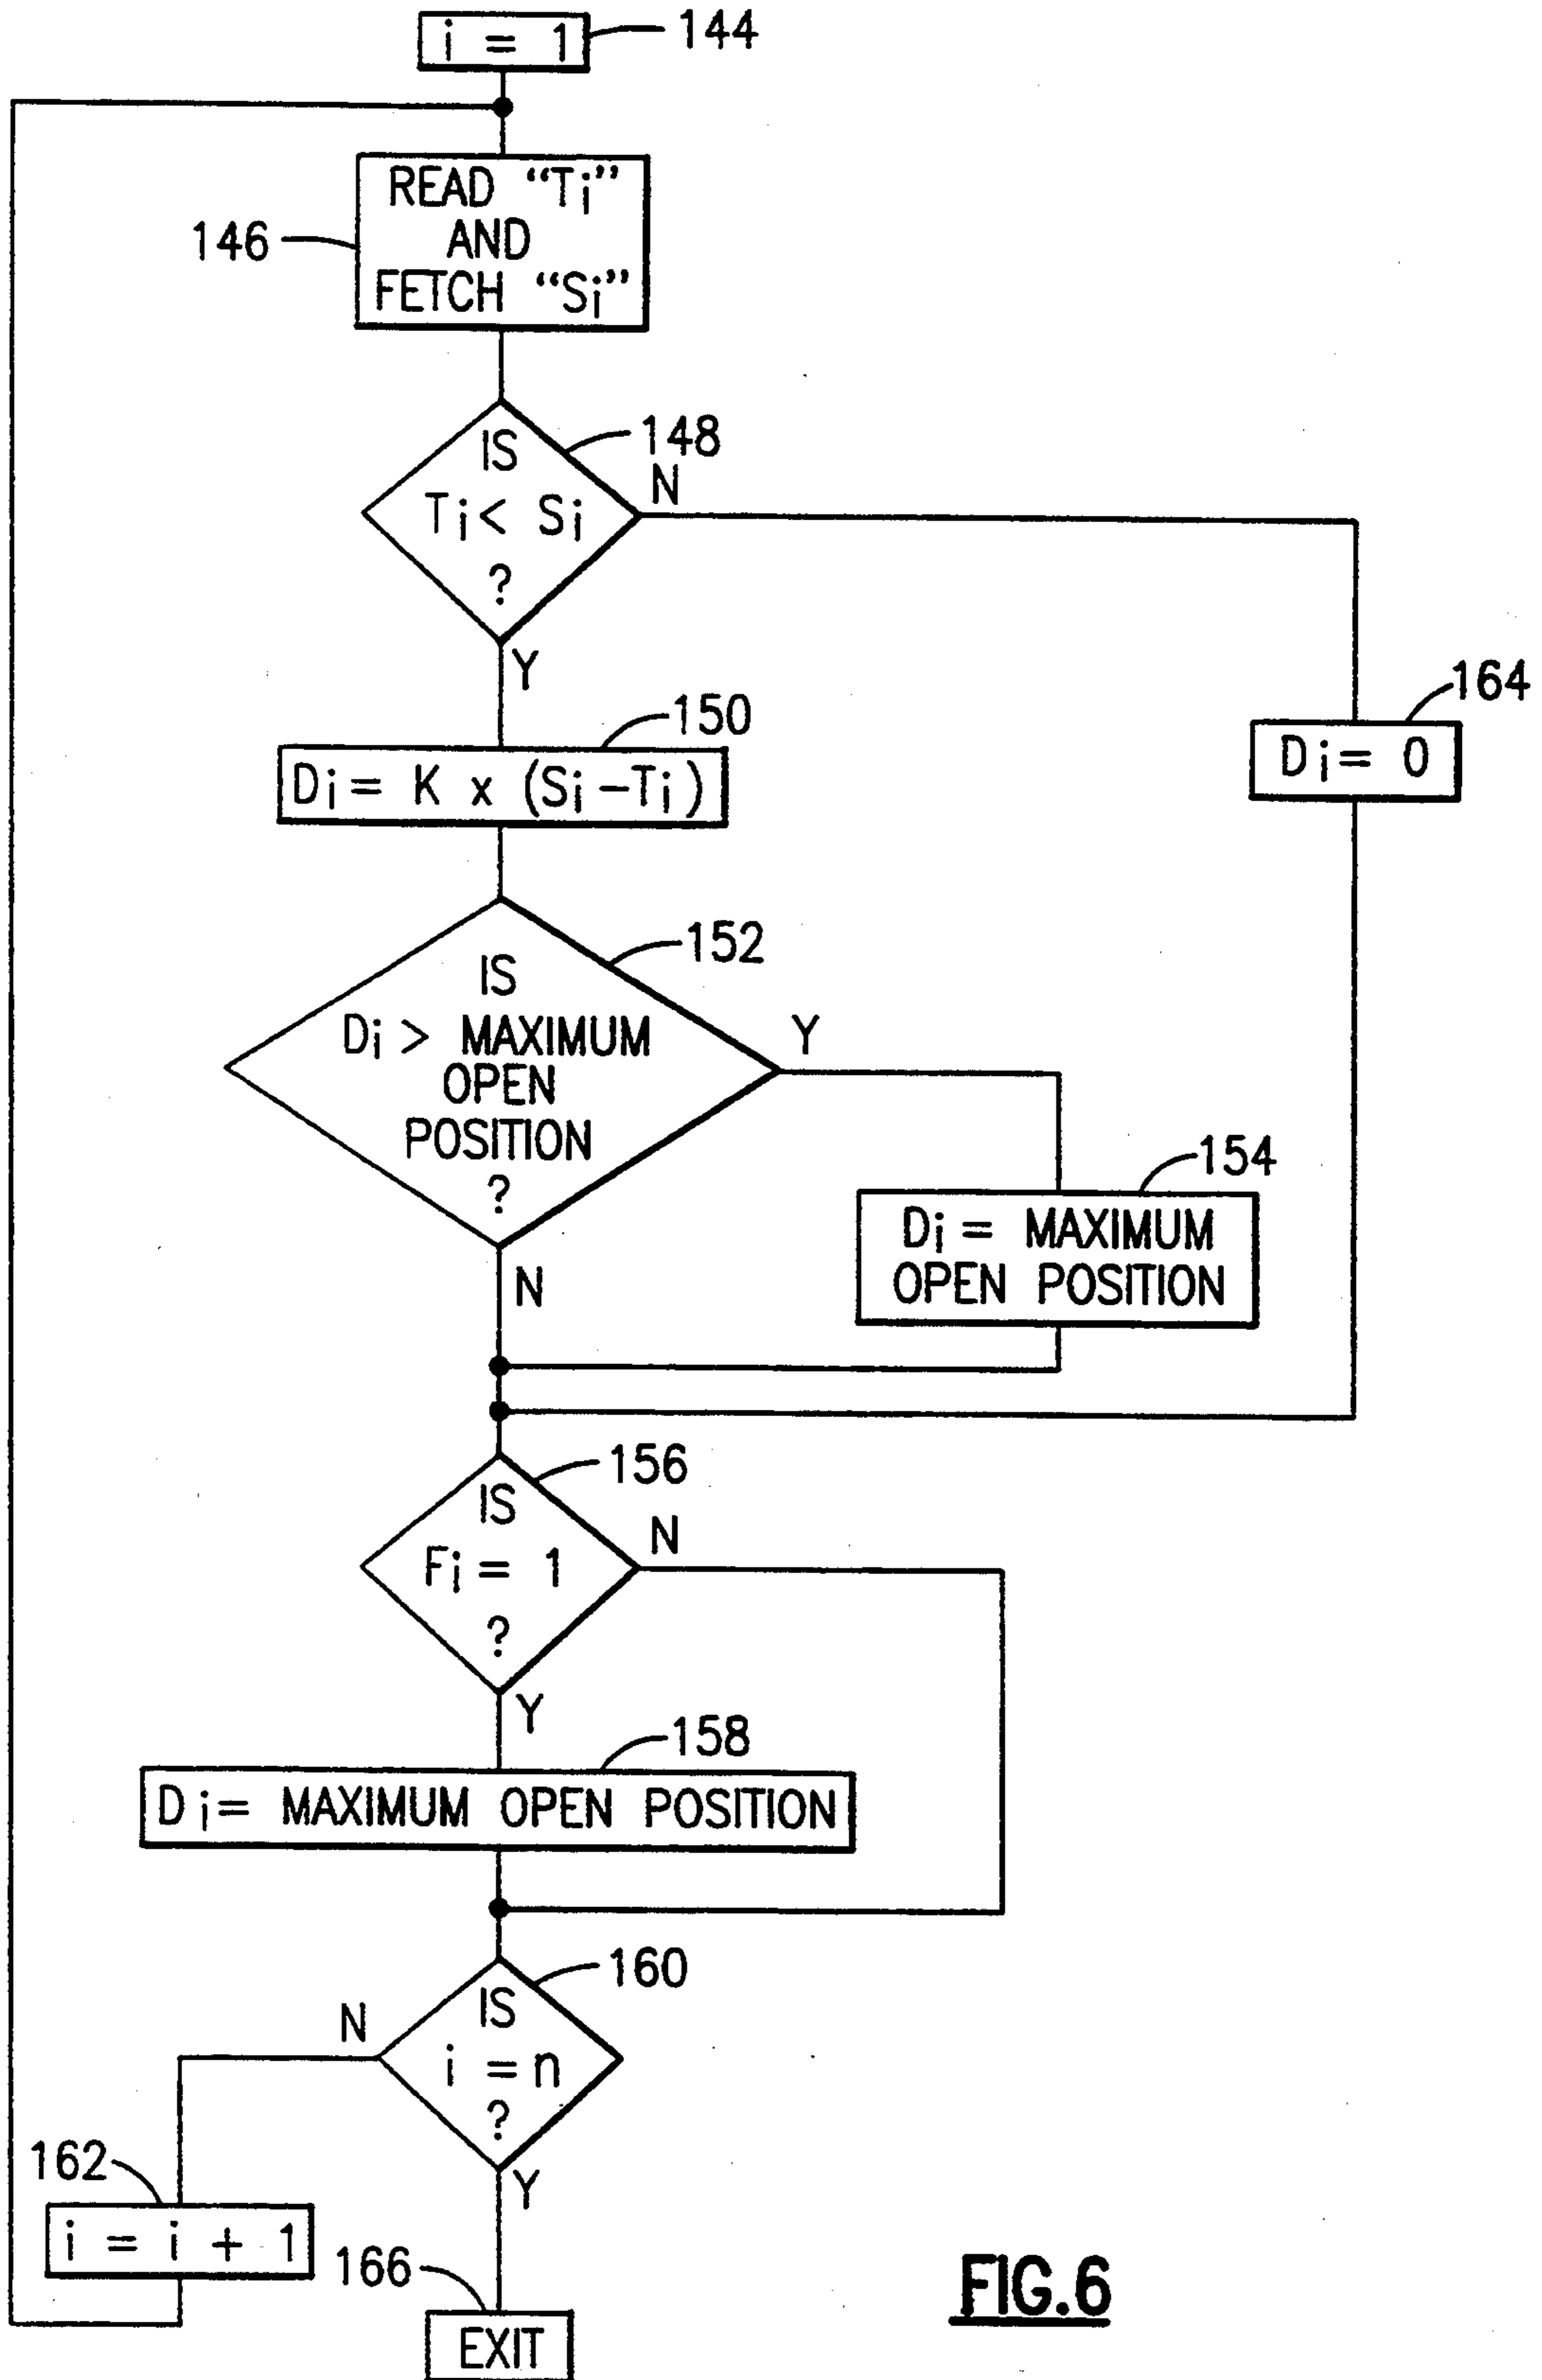 i = 1
144
READ “Ti”
AND
FETCH “Si”
146
IS
Ti < Si
?
148
N
Y
150
Di = K x (Si - Ti)
164
Di = 0
152
IS
Di > MAXIMUM
OPEN
POSITION
?
Y
N
154
Di = MAXIMUM
OPEN POSITION
156
IS
Fi = 1
?
N
Y
158
Di = MAXIMUM OPEN POSITION
160
IS
i = n
?
N
Y
162
i = i + 1
166
EXIT
FIG.6